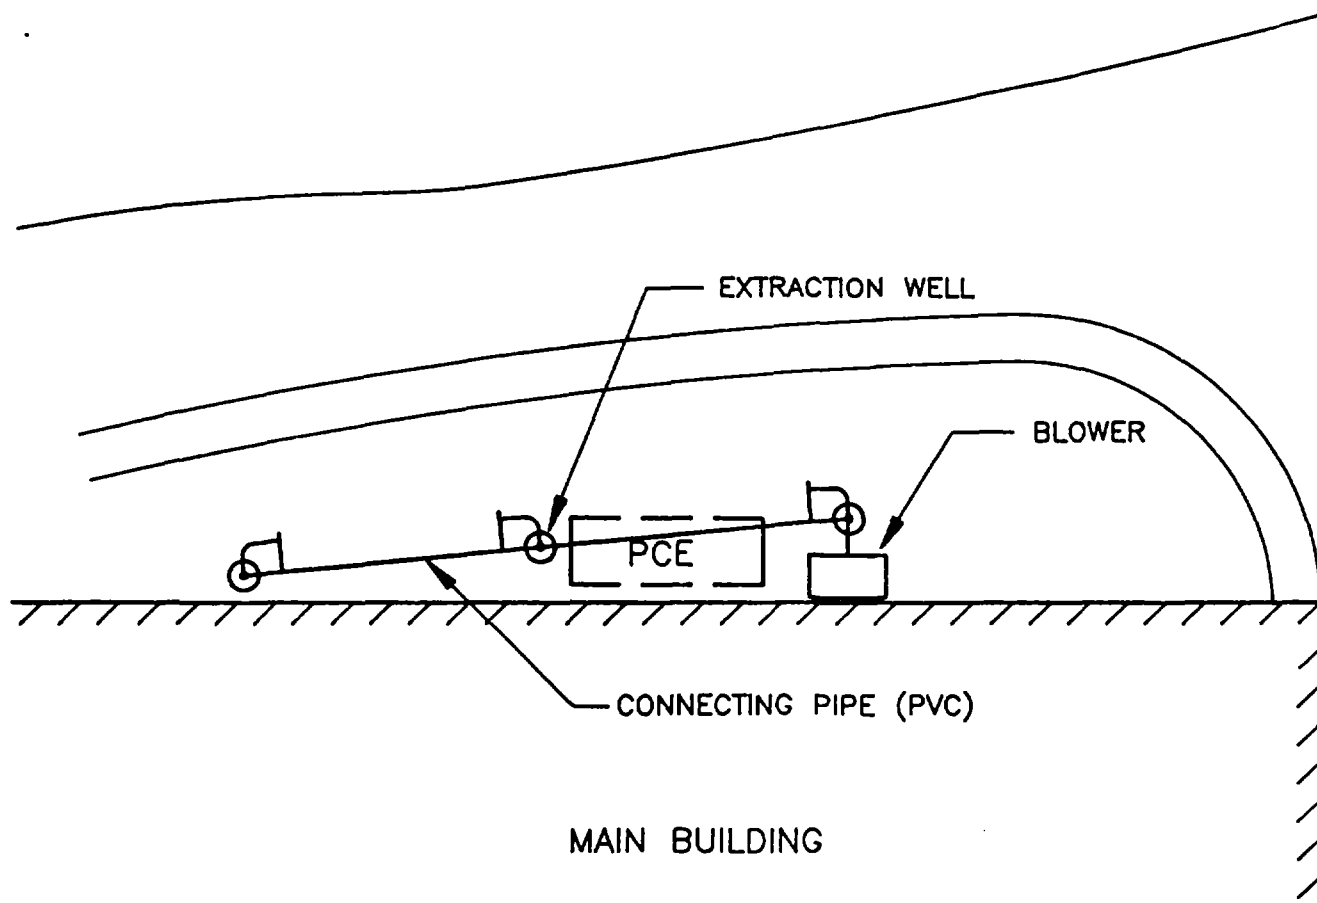 EXTRACTION WELL
BLOWER
PCE
CONNECTING PIPE (PVC)
MAIN BUILDING